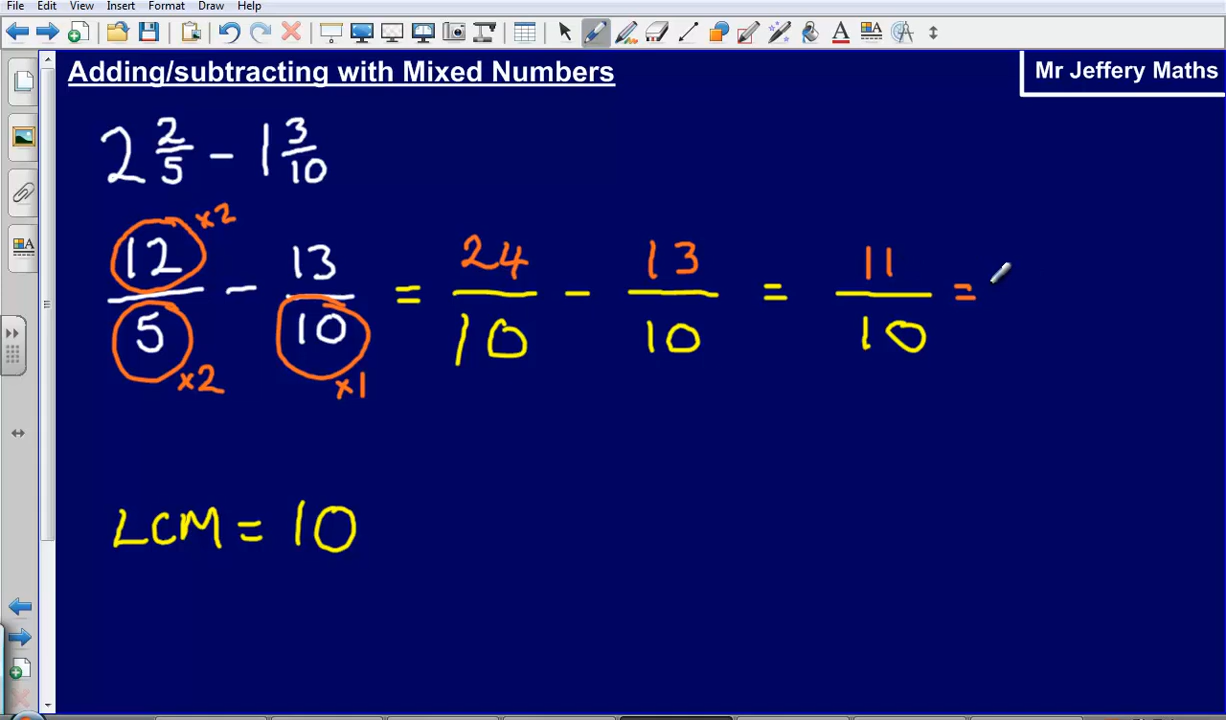 File Edit View Insert Format Draw Help
Adding/subtracting with Mixed Numbers
Mr Jeffery Maths
2 2/5 - 1 3/10
×2
12/5 - 13/10 = 24/10 - 13/10 = 11/10 =
×2 ×1
LCM = 10